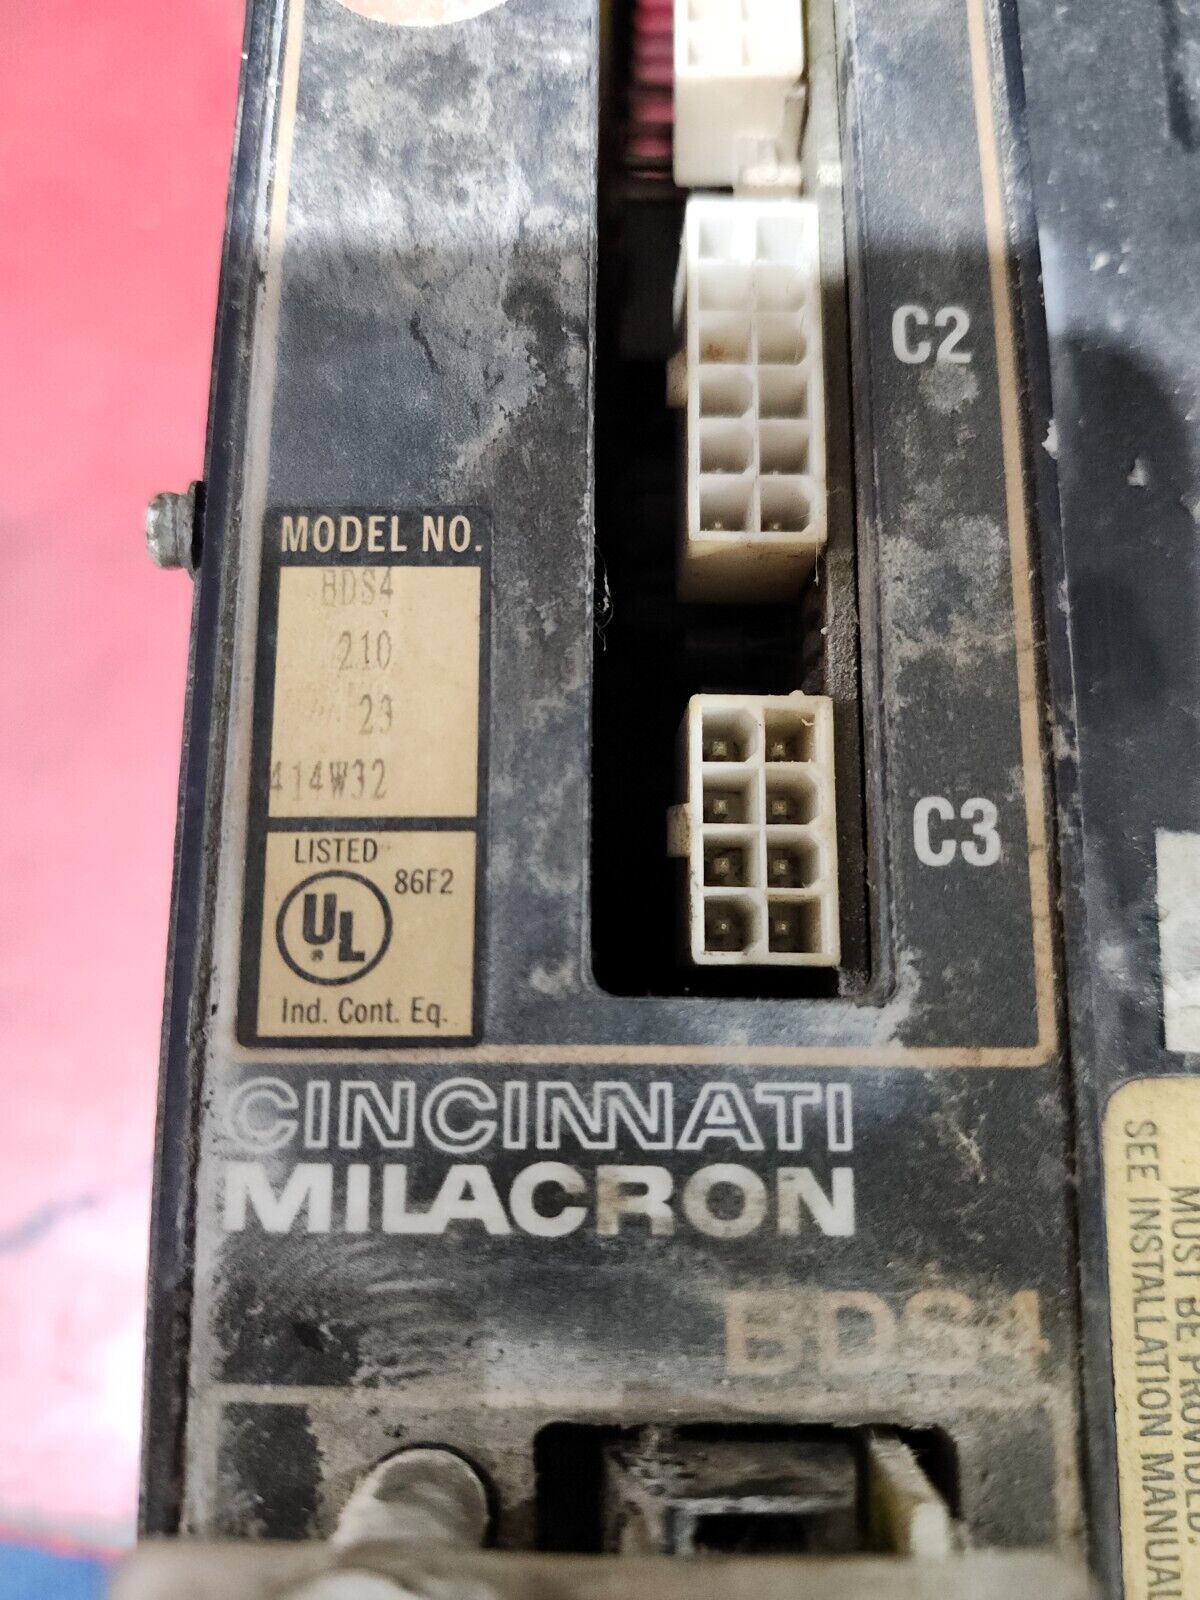 C2
MODEL NO.
BDS4
210
23
414W32
C3
LISTED
86F2
UL
®
Ind. Cont. Eq.
CINCINNATI
MILACRON
BDS4
MUST BE PROVIDED.
SEE INSTALLATION MANUAL